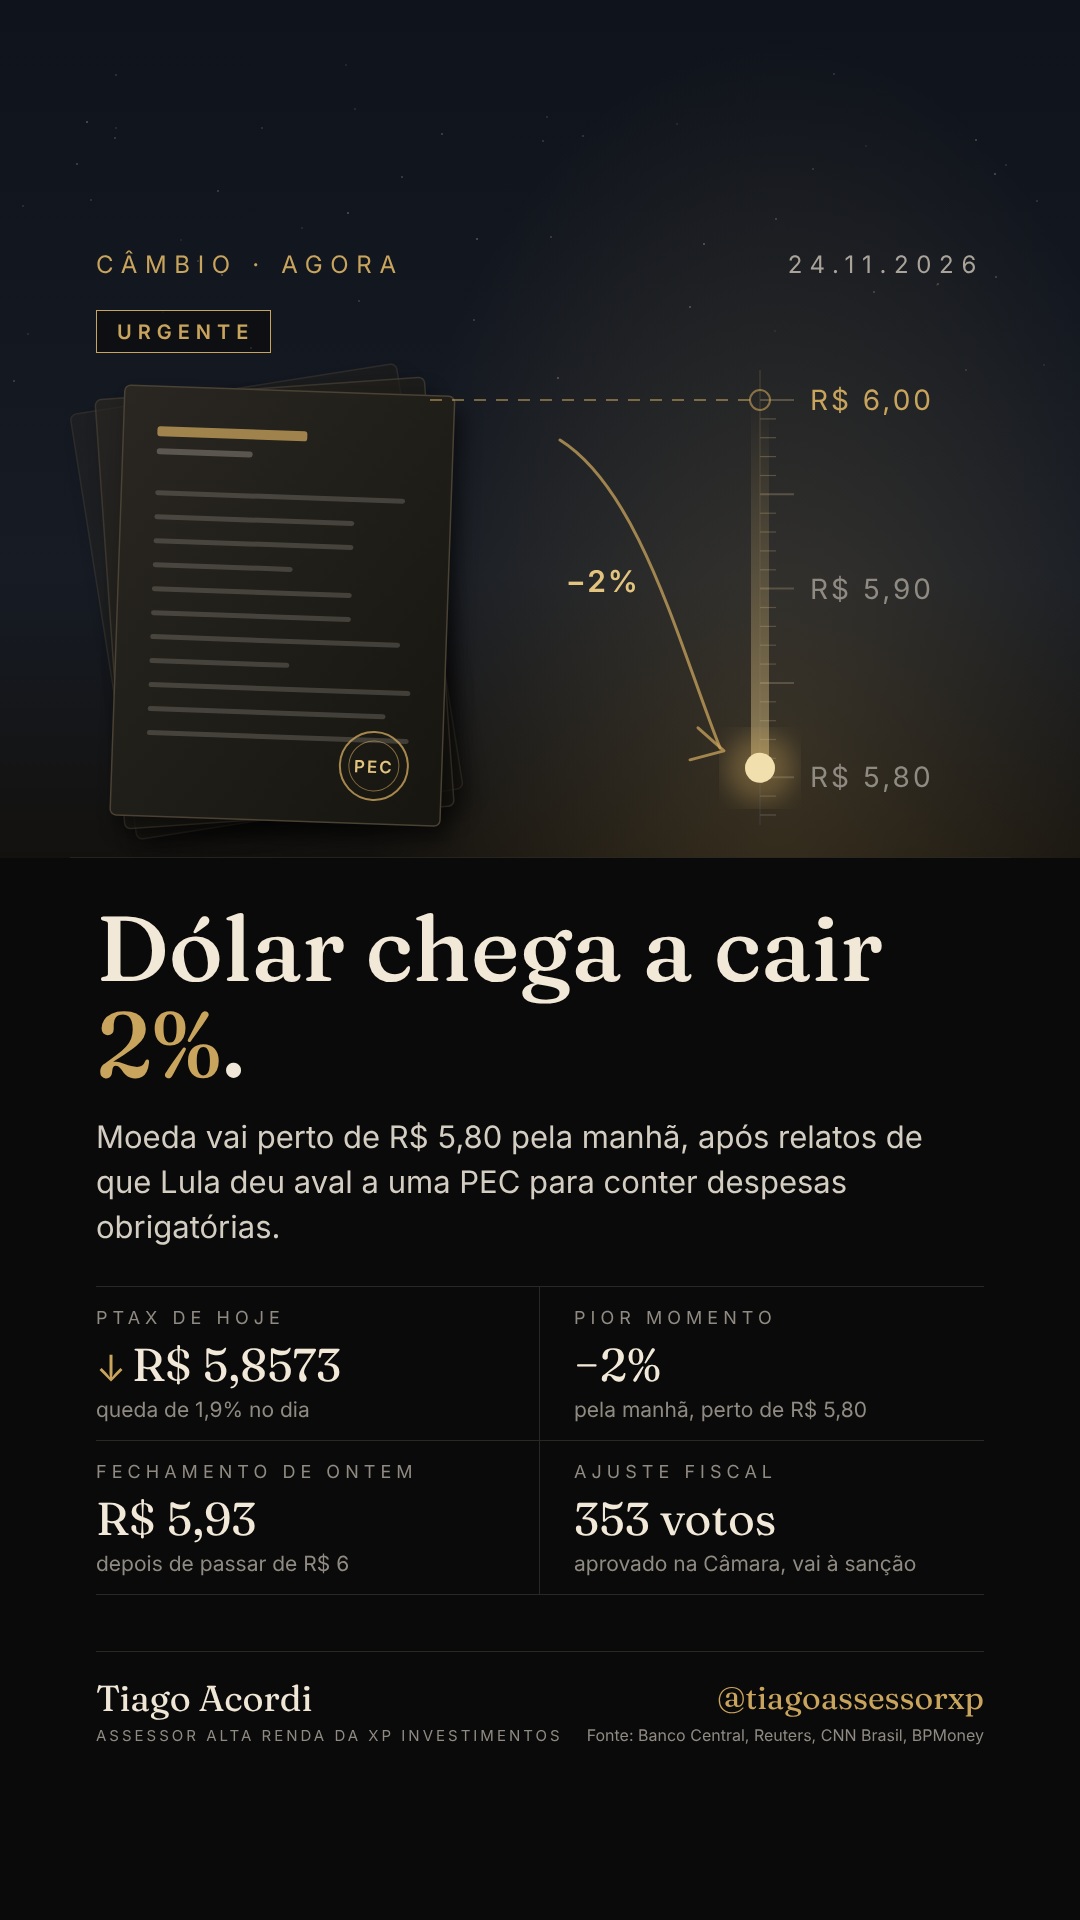 CÂMBIO · AGORA
24.11.2026
URGENTE
R$ 6,00
−2%
R$ 5,90
PEC
R$ 5,80
Dólar chega a cair
2%.
Moeda vai perto de R$ 5,80 pela manhã, após relatos de
que Lula deu aval a uma PEC para conter despesas
obrigatórias.
PTAX DE HOJE
↓ R$ 5,8573
queda de 1,9% no dia
PIOR MOMENTO
−2%
pela manhã, perto de R$ 5,80
FECHAMENTO DE ONTEM
R$ 5,93
depois de passar de R$ 6
AJUSTE FISCAL
353 votos
aprovado na Câmara, vai à sanção
Tiago Acordi
ASSESSOR ALTA RENDA DA XP INVESTIMENTOS
@tiagoassessorxp
Fonte: Banco Central, Reuters, CNN Brasil, BPMoney